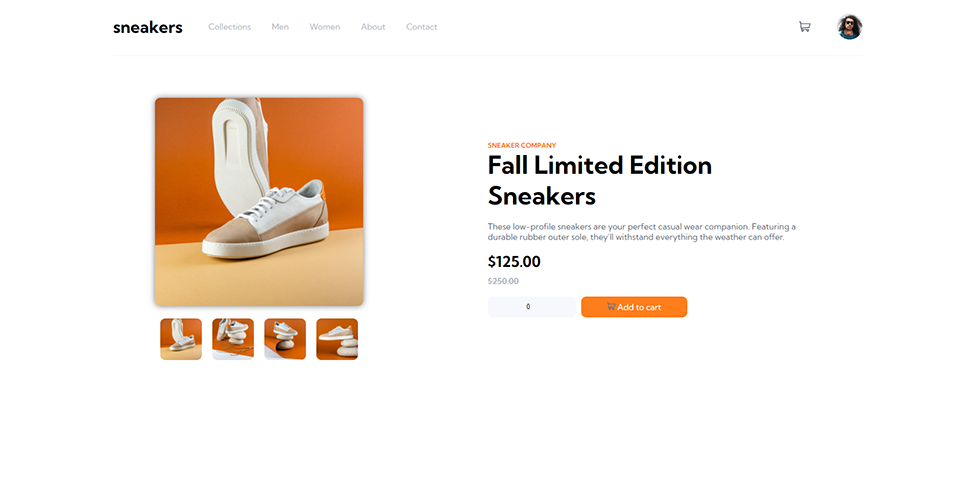 sneakers Collections Men Women About Contact
SNEAKER COMPANY
Fall Limited Edition
Sneakers
These low-profile sneakers are your perfect casual wear companion. Featuring a
durable rubber outer sole, they'll withstand everything the weather can offer.
$125.00
$250.00
0 Add to cart